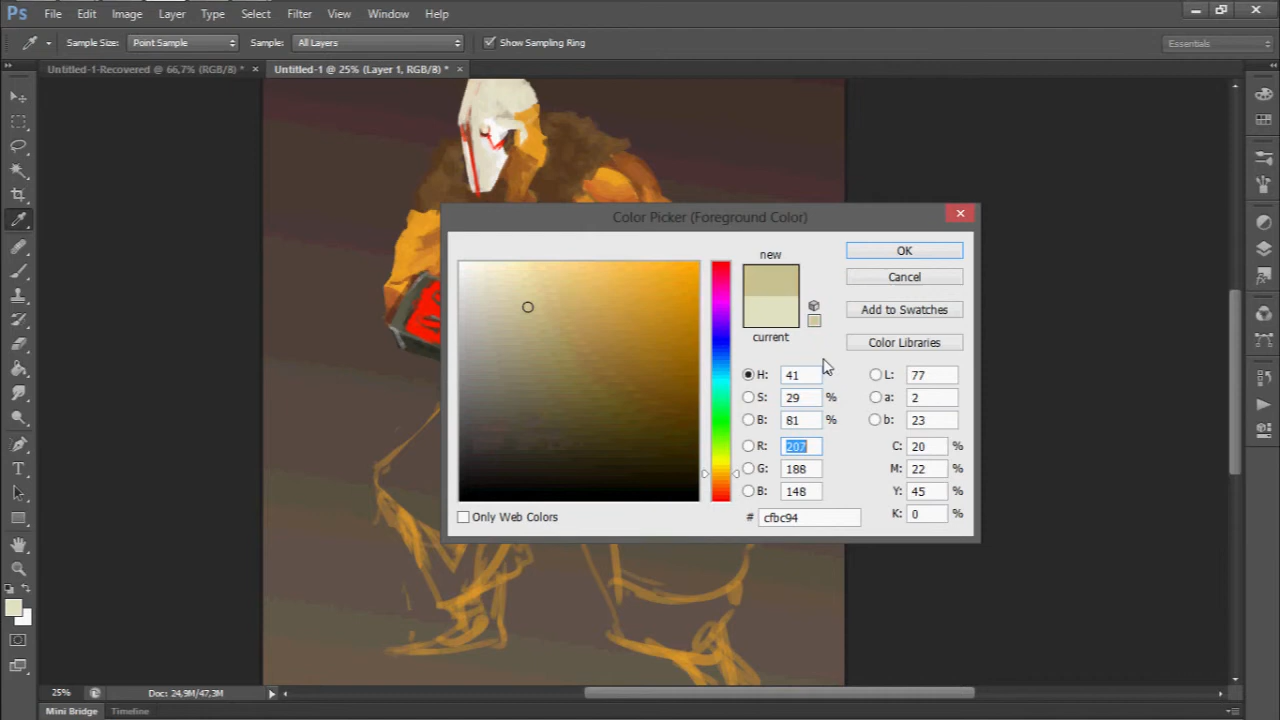 Ps File Edit Image Layer Type Select Filter View Window Help
Sample Size: Point Sample Sample: All Layers Show Sampling Ring Essentials
Untitled-1-Recovered @ 66,7% (RGB/8) * × Untitled-1 @ 25% (Layer 1, RGB/8) * ×
Color Picker (Foreground Color)
new
OK
Cancel
Add to Swatches
current
Color Libraries
H: 41 L: 77
S: 29 % a: 2
B: 81 % b: 23
R: 207 C: 20 %
G: 188 M: 22 %
B: 148 Y: 45 %
Only Web Colors # cfbc94 K: 0 %
25% Doc: 24,9M/47,3M
Mini Bridge Timeline